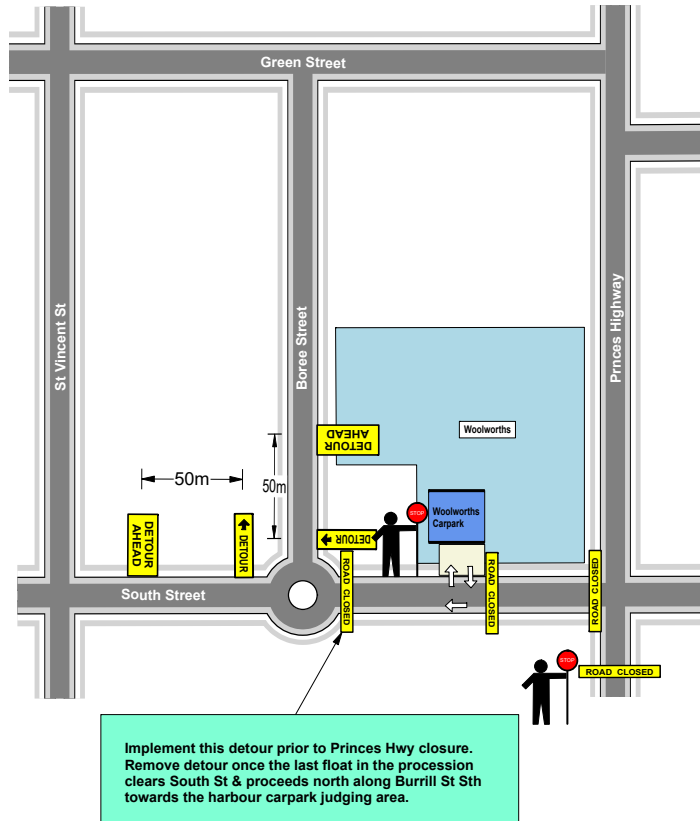 Green Street
St Vincent St
Boree Street
Prnces Highway
Woolworths
DETOUR
AHEAD
50m
50m
STOP
Woolworths
Carpark
DETOUR
AHEAD
DETOUR
DETOUR
ROAD CLOSED
ROAD CLOSED
ROAD CLOSED
South Street
STOP
ROAD CLOSED
Implement this detour prior to Princes Hwy closure.
Remove detour once the last float in the procession
clears South St & proceeds north along Burrill St Sth
towards the harbour carpark judging area.